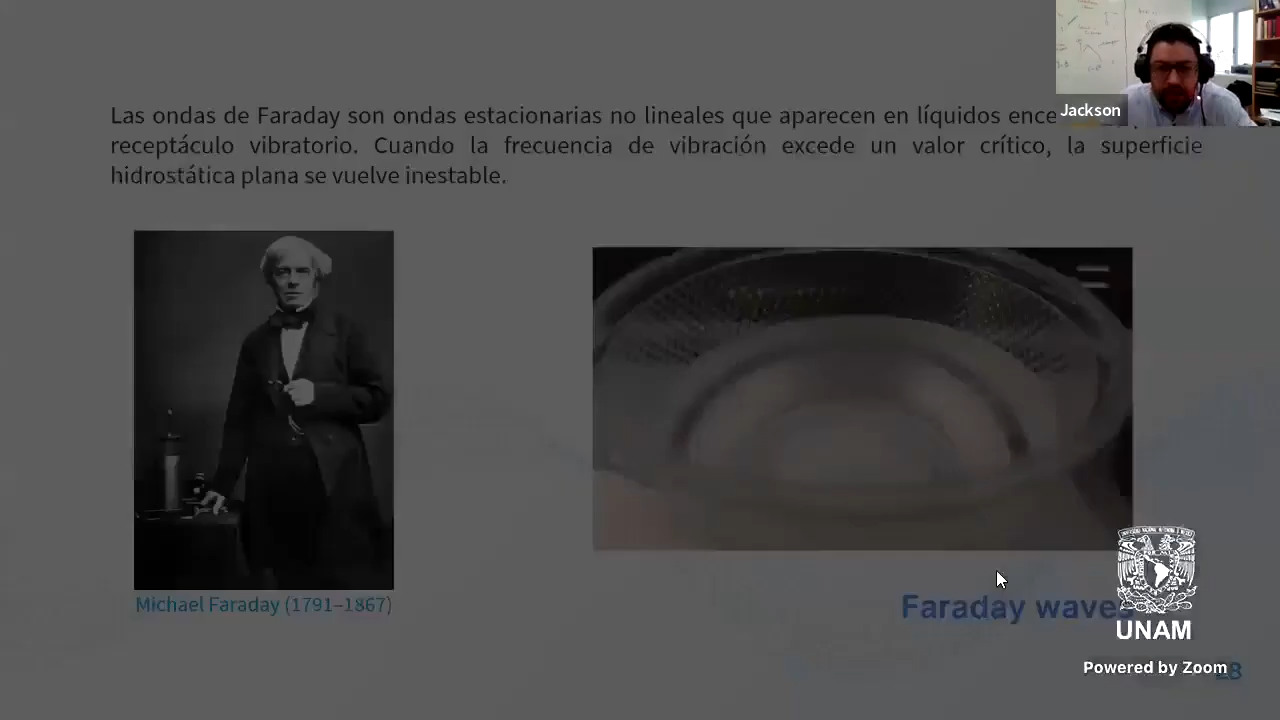 Jackson
Las ondas de Faraday son ondas estacionarias no lineales que aparecen en líquidos
receptáculo vibratorio. Cuando la frecuencia de vibración excede un valor crítico, la superficie
hidrostática plana se vuelve inestable.
Michael Faraday (1791–1867)
Faraday waves
UNAM
Powered by Zoom
28